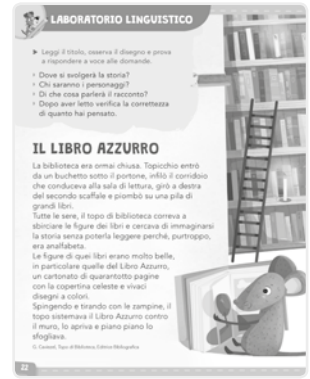 LABORATORIO LINGUISTICO
Leggi il titolo, osserva il disegno e prova
a rispondere a voce alle domande.
Dove si svolgerà la storia?
Chi saranno i personaggi?
Di che cosa parlerà il racconto?
Dopo aver letto verifica la correttezza
di quanto hai pensato.
IL LIBRO AZZURRO
La biblioteca era ormai chiusa. Topicchio entrò
da un buchetto sotto il portone, infilò il corridoio
che conduceva alla sala di lettura, girò a destra
del secondo scaffale e piombò su una pila di
grandi libri.
Tutte le sere, il topo di biblioteca correva a
sbirciare le figure dei libri e cercava di immaginarsi
la storia senza poterla leggere perché, purtroppo,
era analfabeta.
Le figure di quei libri erano molto belle,
in particolare quelle del Libro Azzurro,
un cartonato di quarantotto pagine
con la copertina celeste e vivaci
disegni a colori.
Spingendo e tirando con le zampine, il
topo sistemava il Libro Azzurro contro
il muro, lo apriva e piano piano lo
sfogliava.
Topo di Biblioteca, Editrice Bibliografica
22